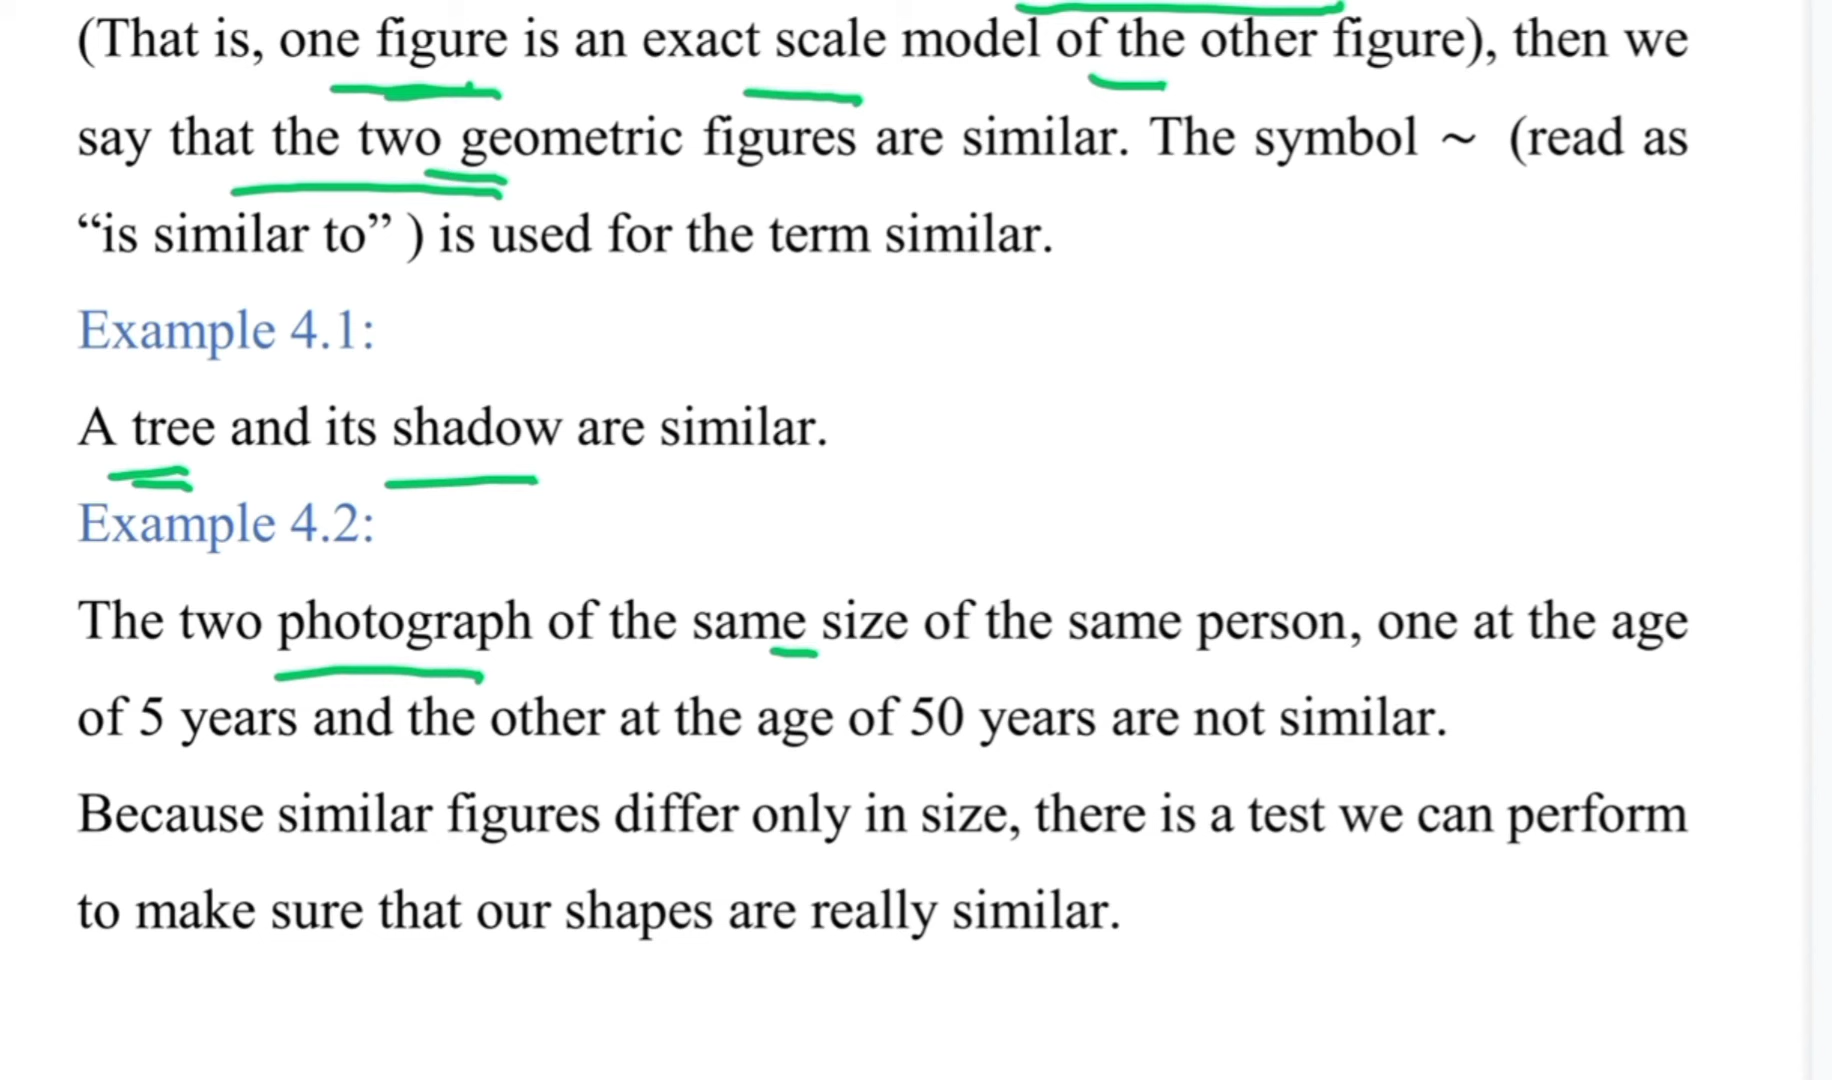 (That is, one figure is an exact scale model of the other figure), then we
say that the two geometric figures are similar. The symbol ~ (read as
“is similar to” ) is used for the term similar.
Example 4.1:
A tree and its shadow are similar.
Example 4.2:
The two photograph of the same size of the same person, one at the age
of 5 years and the other at the age of 50 years are not similar.
Because similar figures differ only in size, there is a test we can perform
to make sure that our shapes are really similar.